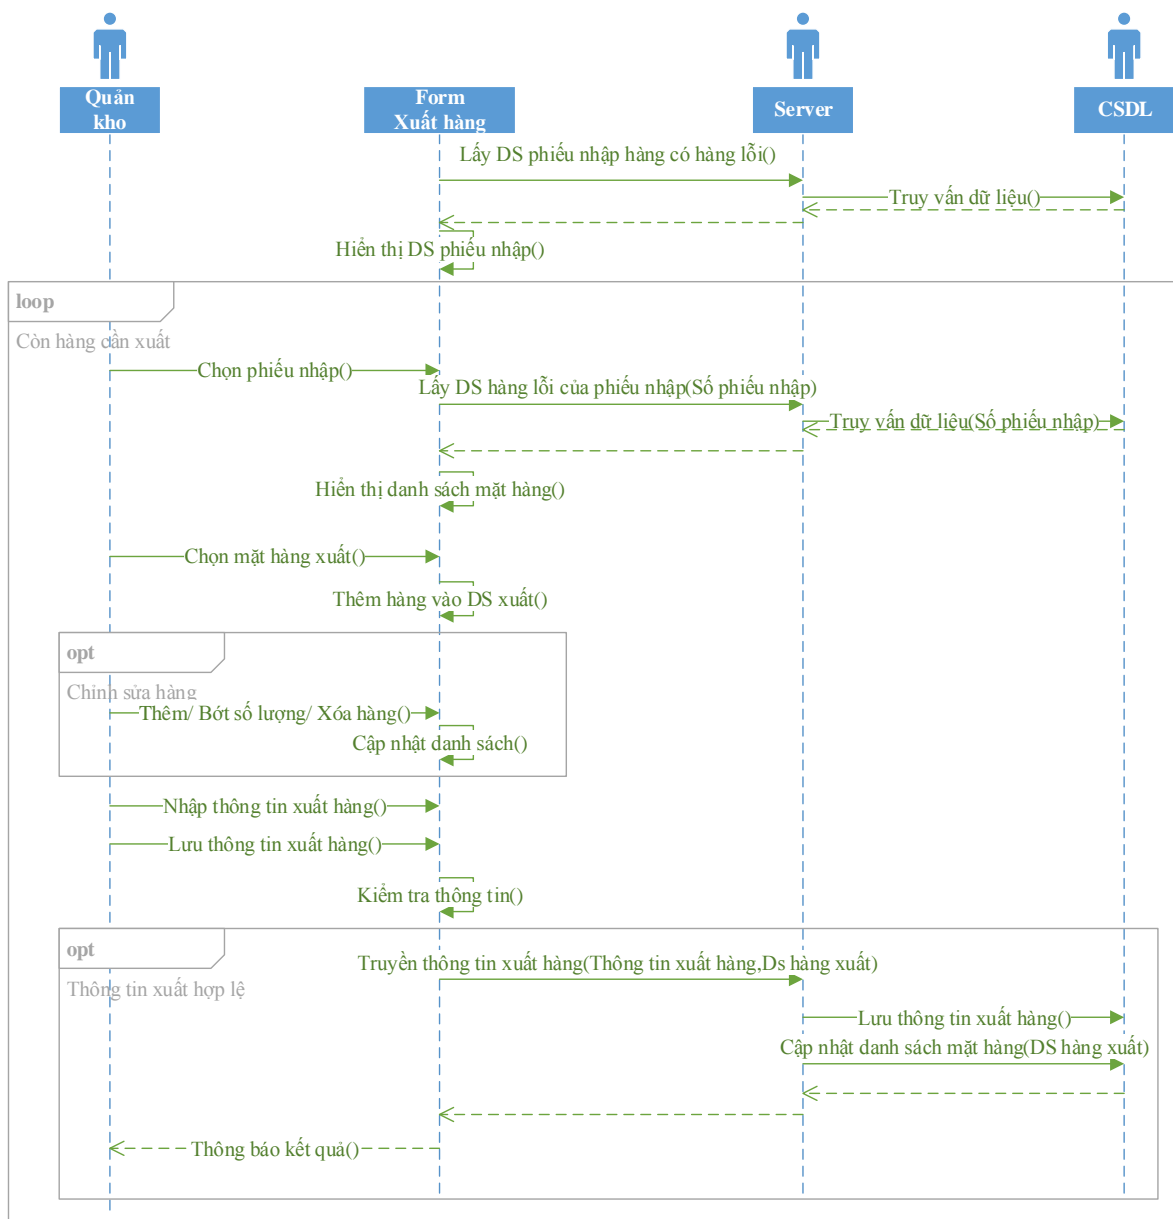 Quản
kho
Form
Xuất hàng
Server
CSDL
Lấy DS phiếu nhập hàng có hàng lỗi()
Truy vấn dữ liệu()
Hiển thị DS phiếu nhập()
loop
Còn hàng cần xuất
Chọn phiếu nhập()
Lấy DS hàng lỗi của phiếu nhập(Số phiếu nhập)
Truy vấn dữ liệu(Số phiếu nhập)
Hiển thị danh sách mặt hàng()
Chọn mặt hàng xuất()
Thêm hàng vào DS xuất()
opt
Chỉnh sửa hàng
Thêm/ Bớt số lượng/ Xóa hàng()
Cập nhật danh sách()
Nhập thông tin xuất hàng()
Lưu thông tin xuất hàng()
Kiểm tra thông tin()
opt
Truyền thông tin xuất hàng(Thông tin xuất hàng,Ds hàng xuất)
Thông tin xuất hợp lệ
Lưu thông tin xuất hàng()
Cập nhật danh sách mặt hàng(DS hàng xuất)
Thông báo kết quả()